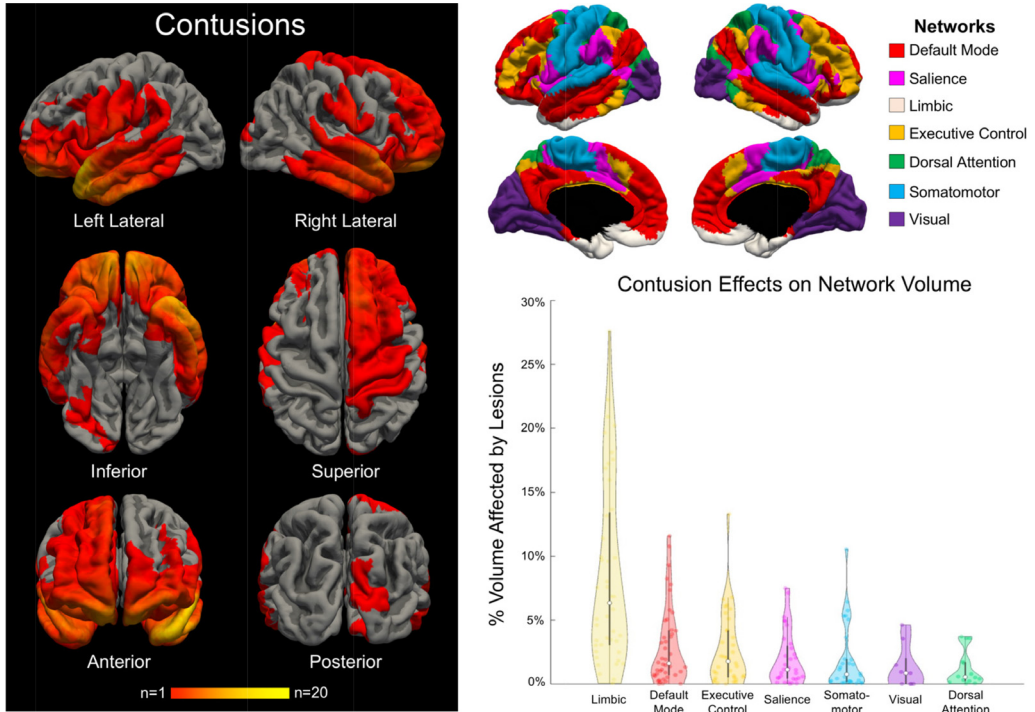 Contusions
Left Lateral
Right Lateral
Inferior
Superior
Anterior
Posterior
n=1
n=20
Networks
Default Mode
Salience
Limbic
Executive Control
Dorsal Attention
Somatomotor
Visual
Contusion Effects on Network Volume
% Volume Affected by Lesions
30%
25%
20%
15%
10%
5%
0%
Limbic
Default
Mode
Executive
Control
Salience
Somato-
motor
Visual
Dorsal
Attention